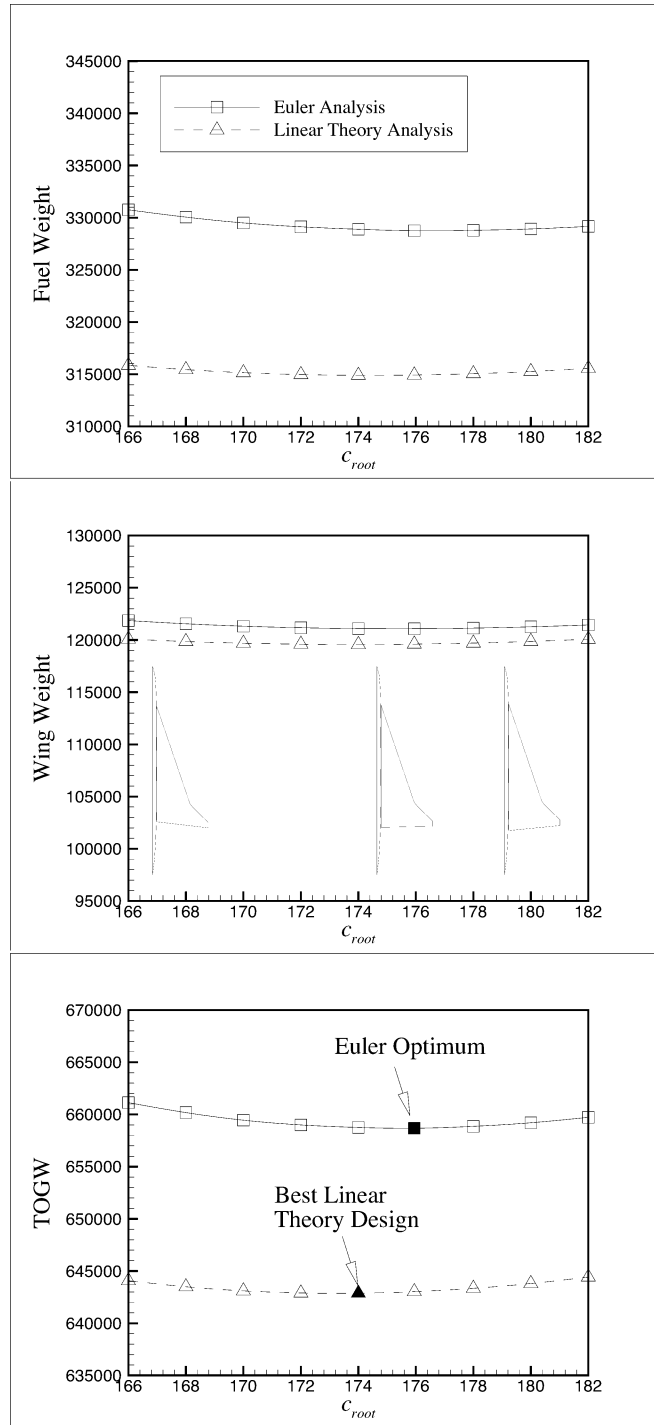 345000
340000
335000
330000
325000
320000
315000
310000
Fuel Weight
Euler Analysis
Linear Theory Analysis
166 168 170 172 174 176 178 180 182
c_root
130000
125000
120000
115000
110000
105000
100000
95000
Wing Weight
166 168 170 172 174 176 178 180 182
c_root
670000
665000
660000
655000
650000
645000
640000
635000
TOGW
Euler Optimum
Best Linear
Theory Design
166 168 170 172 174 176 178 180 182
c_root